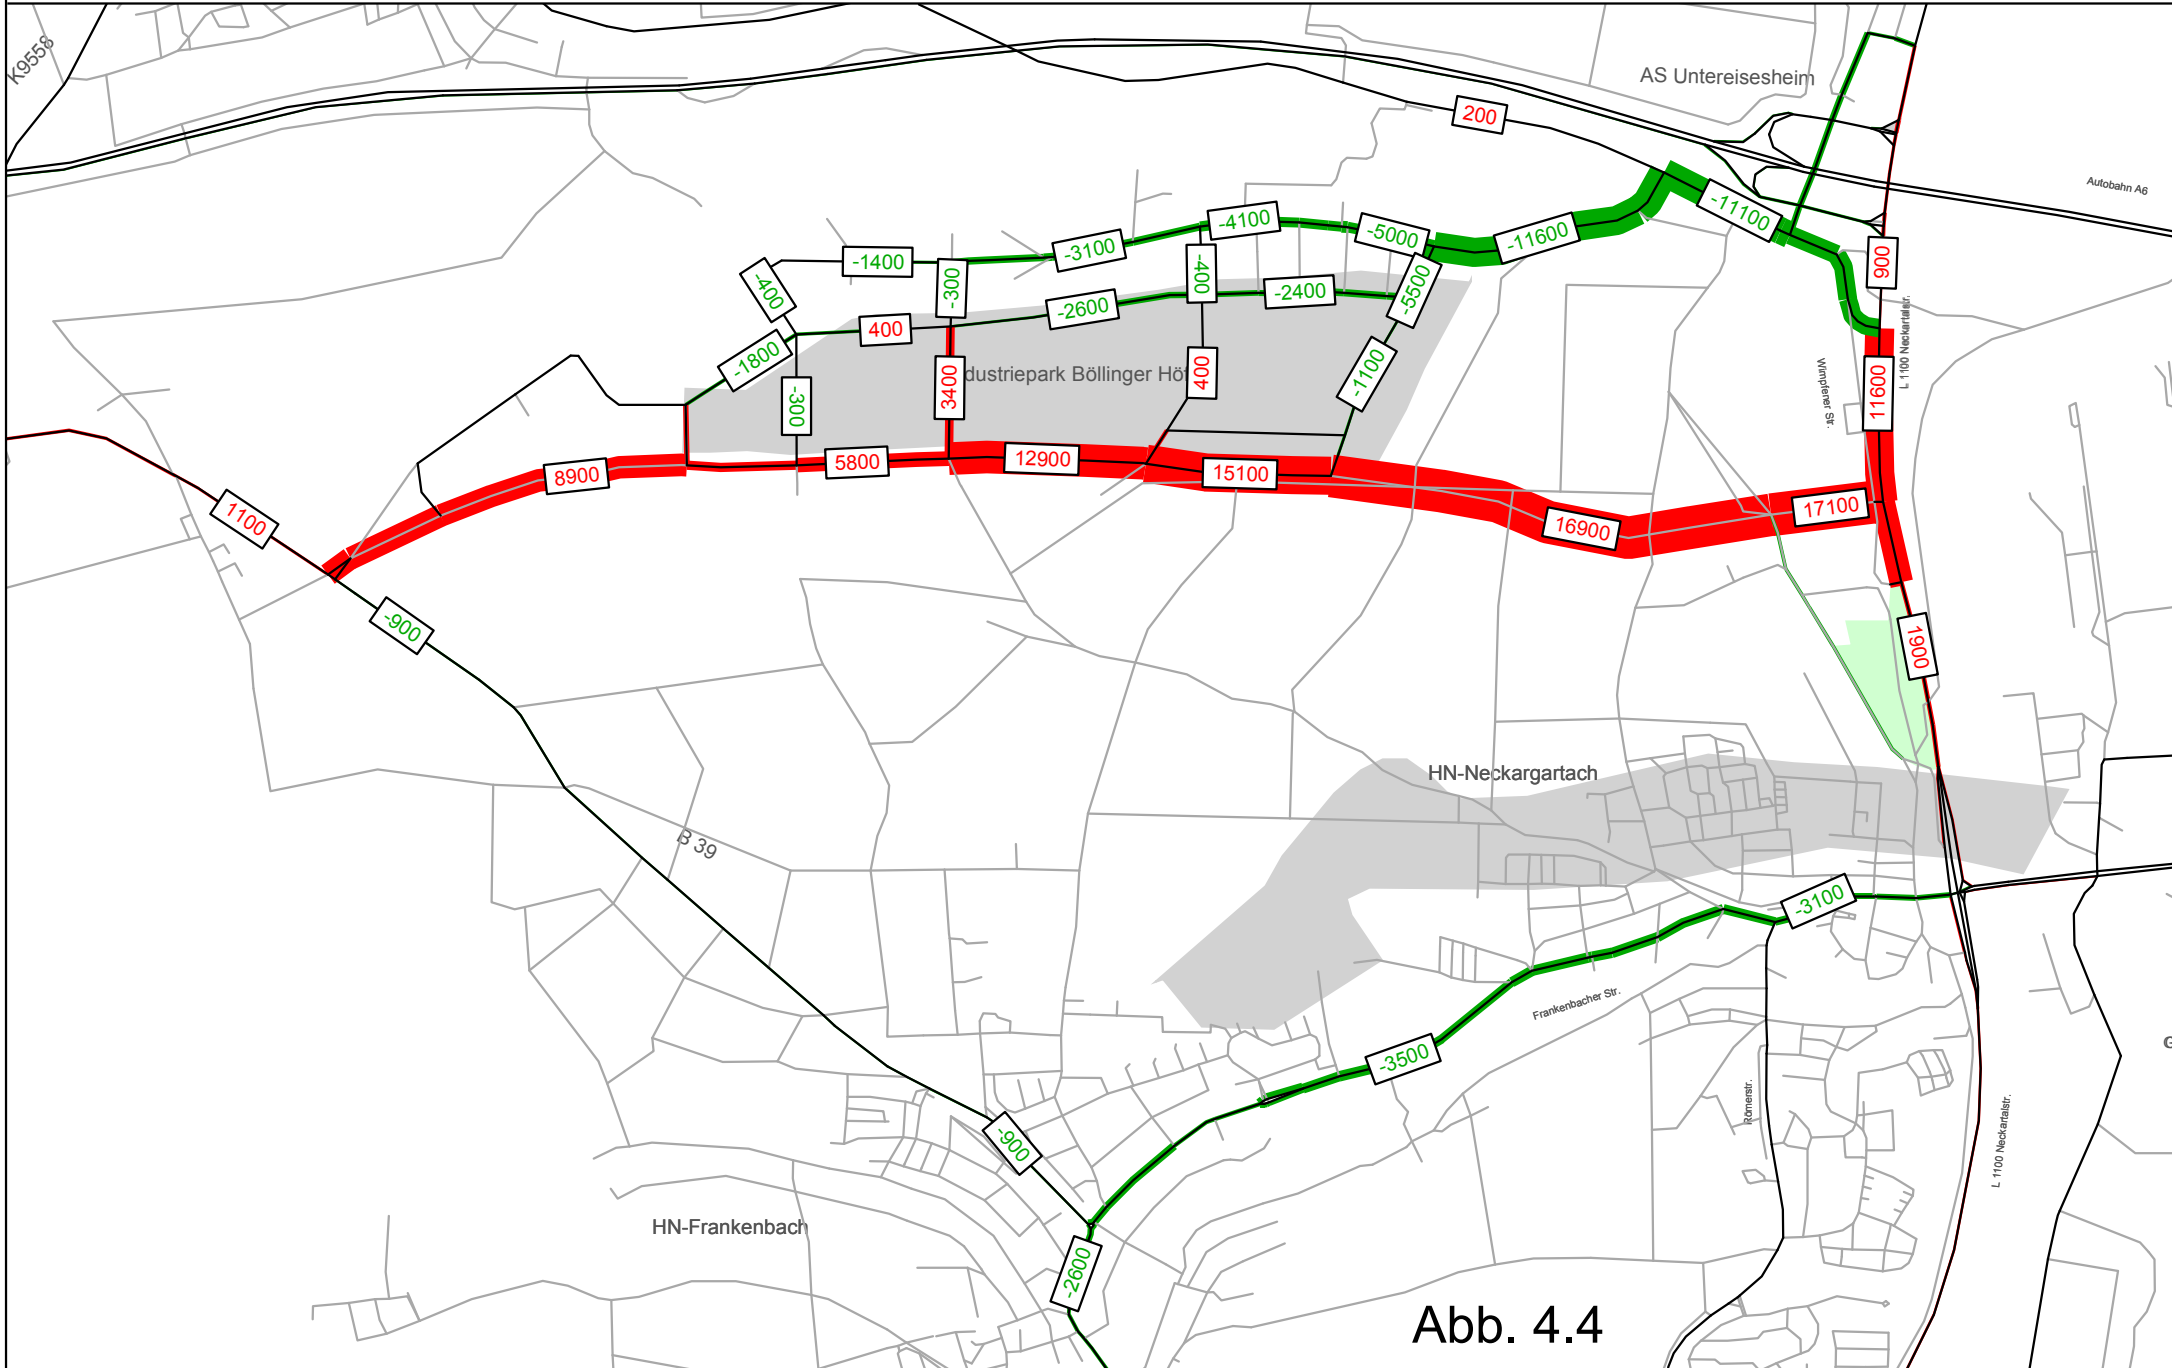 K9558
AS Untereisesheim
200
Autobahn A6
-11100
-4100
-5000
-11600
-3100
-1400
-400
-300
-400
-5500
900
L 1100 Neckartalstr.
-2600
-2400
400
-1800
-1100
Wimpfener Str.
dustriepark Böllinger Höf
3400
400
-300
11600
8900
5800
12900
15100
16900
17100
1100
-900
1900
HN-Neckargartach
B 39
-3100
Frankenbacher Str.
-3500
G
Römerstr.
L 1100 Neckartalstr.
-900
HN-Frankenbach
-2600
Abb. 4.4